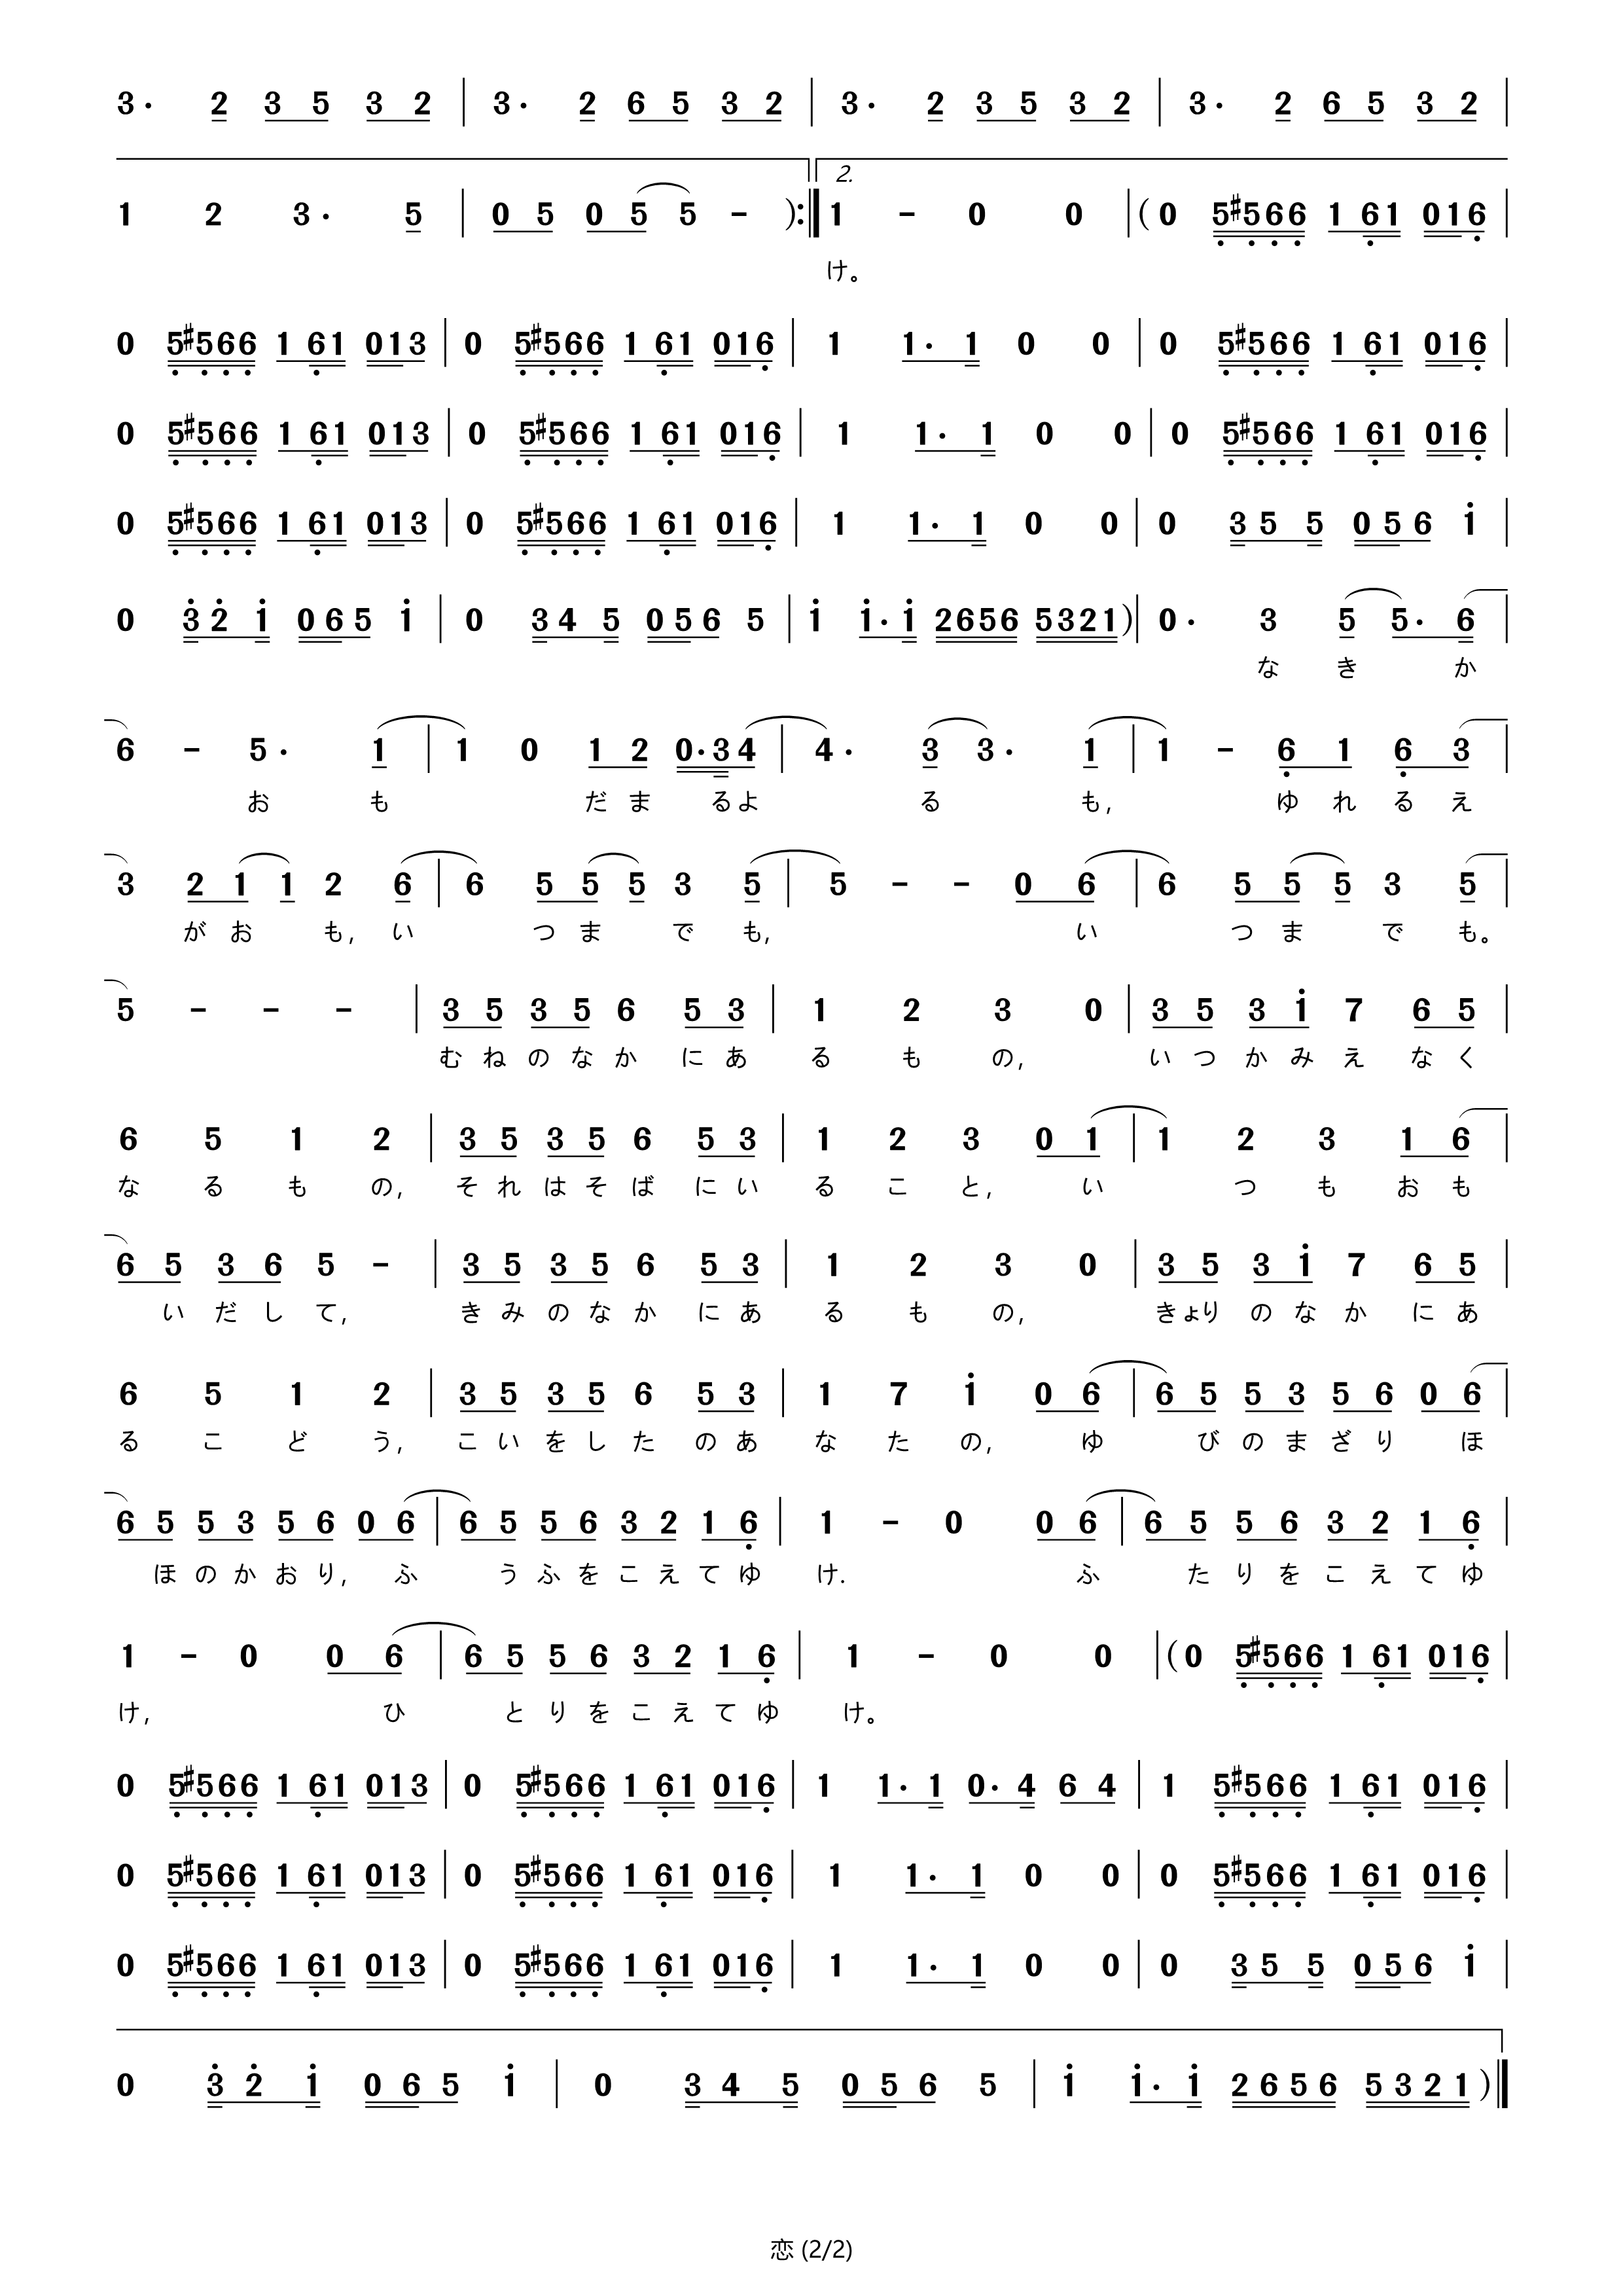 3· 2 3 5 3 2 | 3· 2 6 5 3 2 | 3· 2 3 5 3 2 | 3· 2 6 5 3 2 |
2.
1 2 3· 5 | 0 5 0 5 5 - ):‖ 1 - 0 0 | (0 5#566 1 61 016 |
け。
0 5#566 1 61 013 | 0 5#566 1 61 016 | 1 1· 1 0 0 | 0 5#566 1 61 016 |
0 5#566 1 61 013 | 0 5#566 1 61 016 | 1 1· 1 0 0 | 0 5#566 1 61 016 |
0 5#566 1 61 013 | 0 5#566 1 61 016 | 1 1· 1 0 0 | 0 3 5 5 0 5 6 1 |
0 3 2 1 0 6 5 1 | 0 3 4 5 0 5 6 5 | 1 1· 1 2656 5321) | 0· 3 5 5· 6 |
な き か
6 - 5· 1 | 1 0 1 2 0·3 4 | 4· 3 3· 1 | 1 - 6 1 6 3 |
お も だ ま る よ る も, ゆ れ る え
3 2 1 1 2 6 | 6 5 5 5 3 5 | 5 - - 0 6 | 6 5 5 5 3 5 |
が お も, い つ ま で も, い つ ま で も。
5 - - - | 3 5 3 5 6 5 3 | 1 2 3 0 | 3 5 3 1 7 6 5 |
む ね の な か に あ る も の, い つ か み え な く
6 5 1 2 | 3 5 3 5 6 5 3 | 1 2 3 0 1 | 1 2 3 1 6 |
な る も の, そ れ は そ ば に い る こ と, い つ も お も
6 5 3 6 5 - | 3 5 3 5 6 5 3 | 1 2 3 0 | 3 5 3 1 7 6 5 |
い だ し て, き み の な か に あ る も の, きょり の な か に あ
6 5 1 2 | 3 5 3 5 6 5 3 | 1 7 1 0 6 | 6 5 5 3 5 6 0 6 |
る こ ど う, こ い を し た の あ な た の, ゆ び の ま ざ り ほ
6 5 5 3 5 6 0 6 | 6 5 5 6 3 2 1 6 | 1 - 0 0 6 | 6 5 5 6 3 2 1 6 |
ほ の か お り, ふ う ふ を こ え て ゆ け. ふ た り を こ え て ゆ
1 - 0 0 6 | 6 5 5 6 3 2 1 6 | 1 - 0 0 | (0 5#566 1 61 016 |
け, ひ と り を こ え て ゆ け。
0 5#566 1 61 013 | 0 5#566 1 61 016 | 1 1· 1 0· 4 6 4 | 1 5#566 1 61 016 |
0 5#566 1 61 013 | 0 5#566 1 61 016 | 1 1· 1 0 0 | 0 5#566 1 61 016 |
0 5#566 1 61 013 | 0 5#566 1 61 016 | 1 1· 1 0 0 | 0 3 5 5 0 5 6 1 |
0 3 2 1 0 6 5 1 | 0 3 4 5 0 5 6 5 | 1 1· 1 2 6 5 6 5 3 2 1 )‖
恋 (2/2)